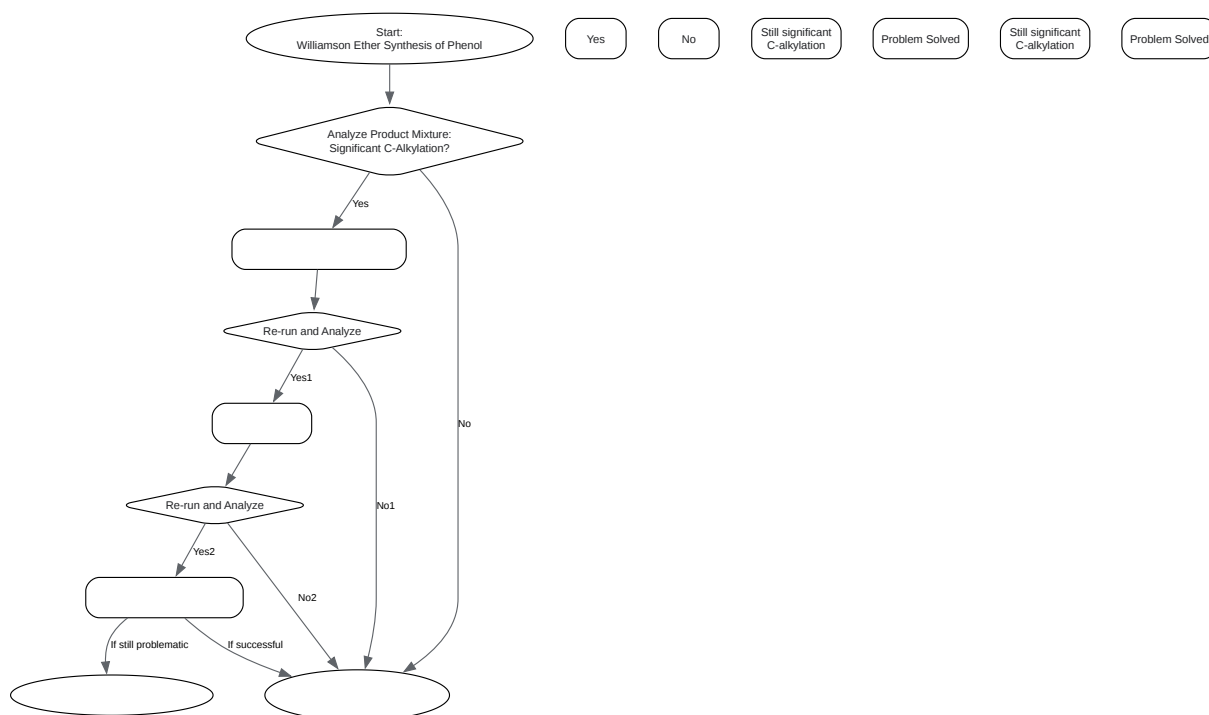 Start:
Williamson Ether Synthesis of Phenol
Yes
No
Still significant
C-alkylation
Problem Solved
Still significant
C-alkylation
Problem Solved
Analyze Product Mixture:
Significant C-Alkylation?
Yes
Re-run and Analyze
Yes1
No
No1
Re-run and Analyze
Yes2
No2
If still problematic
If successful